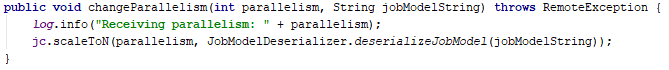 public void changeParallelism(int parallelism, String jobModelString) throws RemoteException {
    Log.info("Receiving parallelism: " + parallelism);
    jc.scaleToN(parallelism, JobModelDeserializer.deserializeJobModel(jobModelString));
}